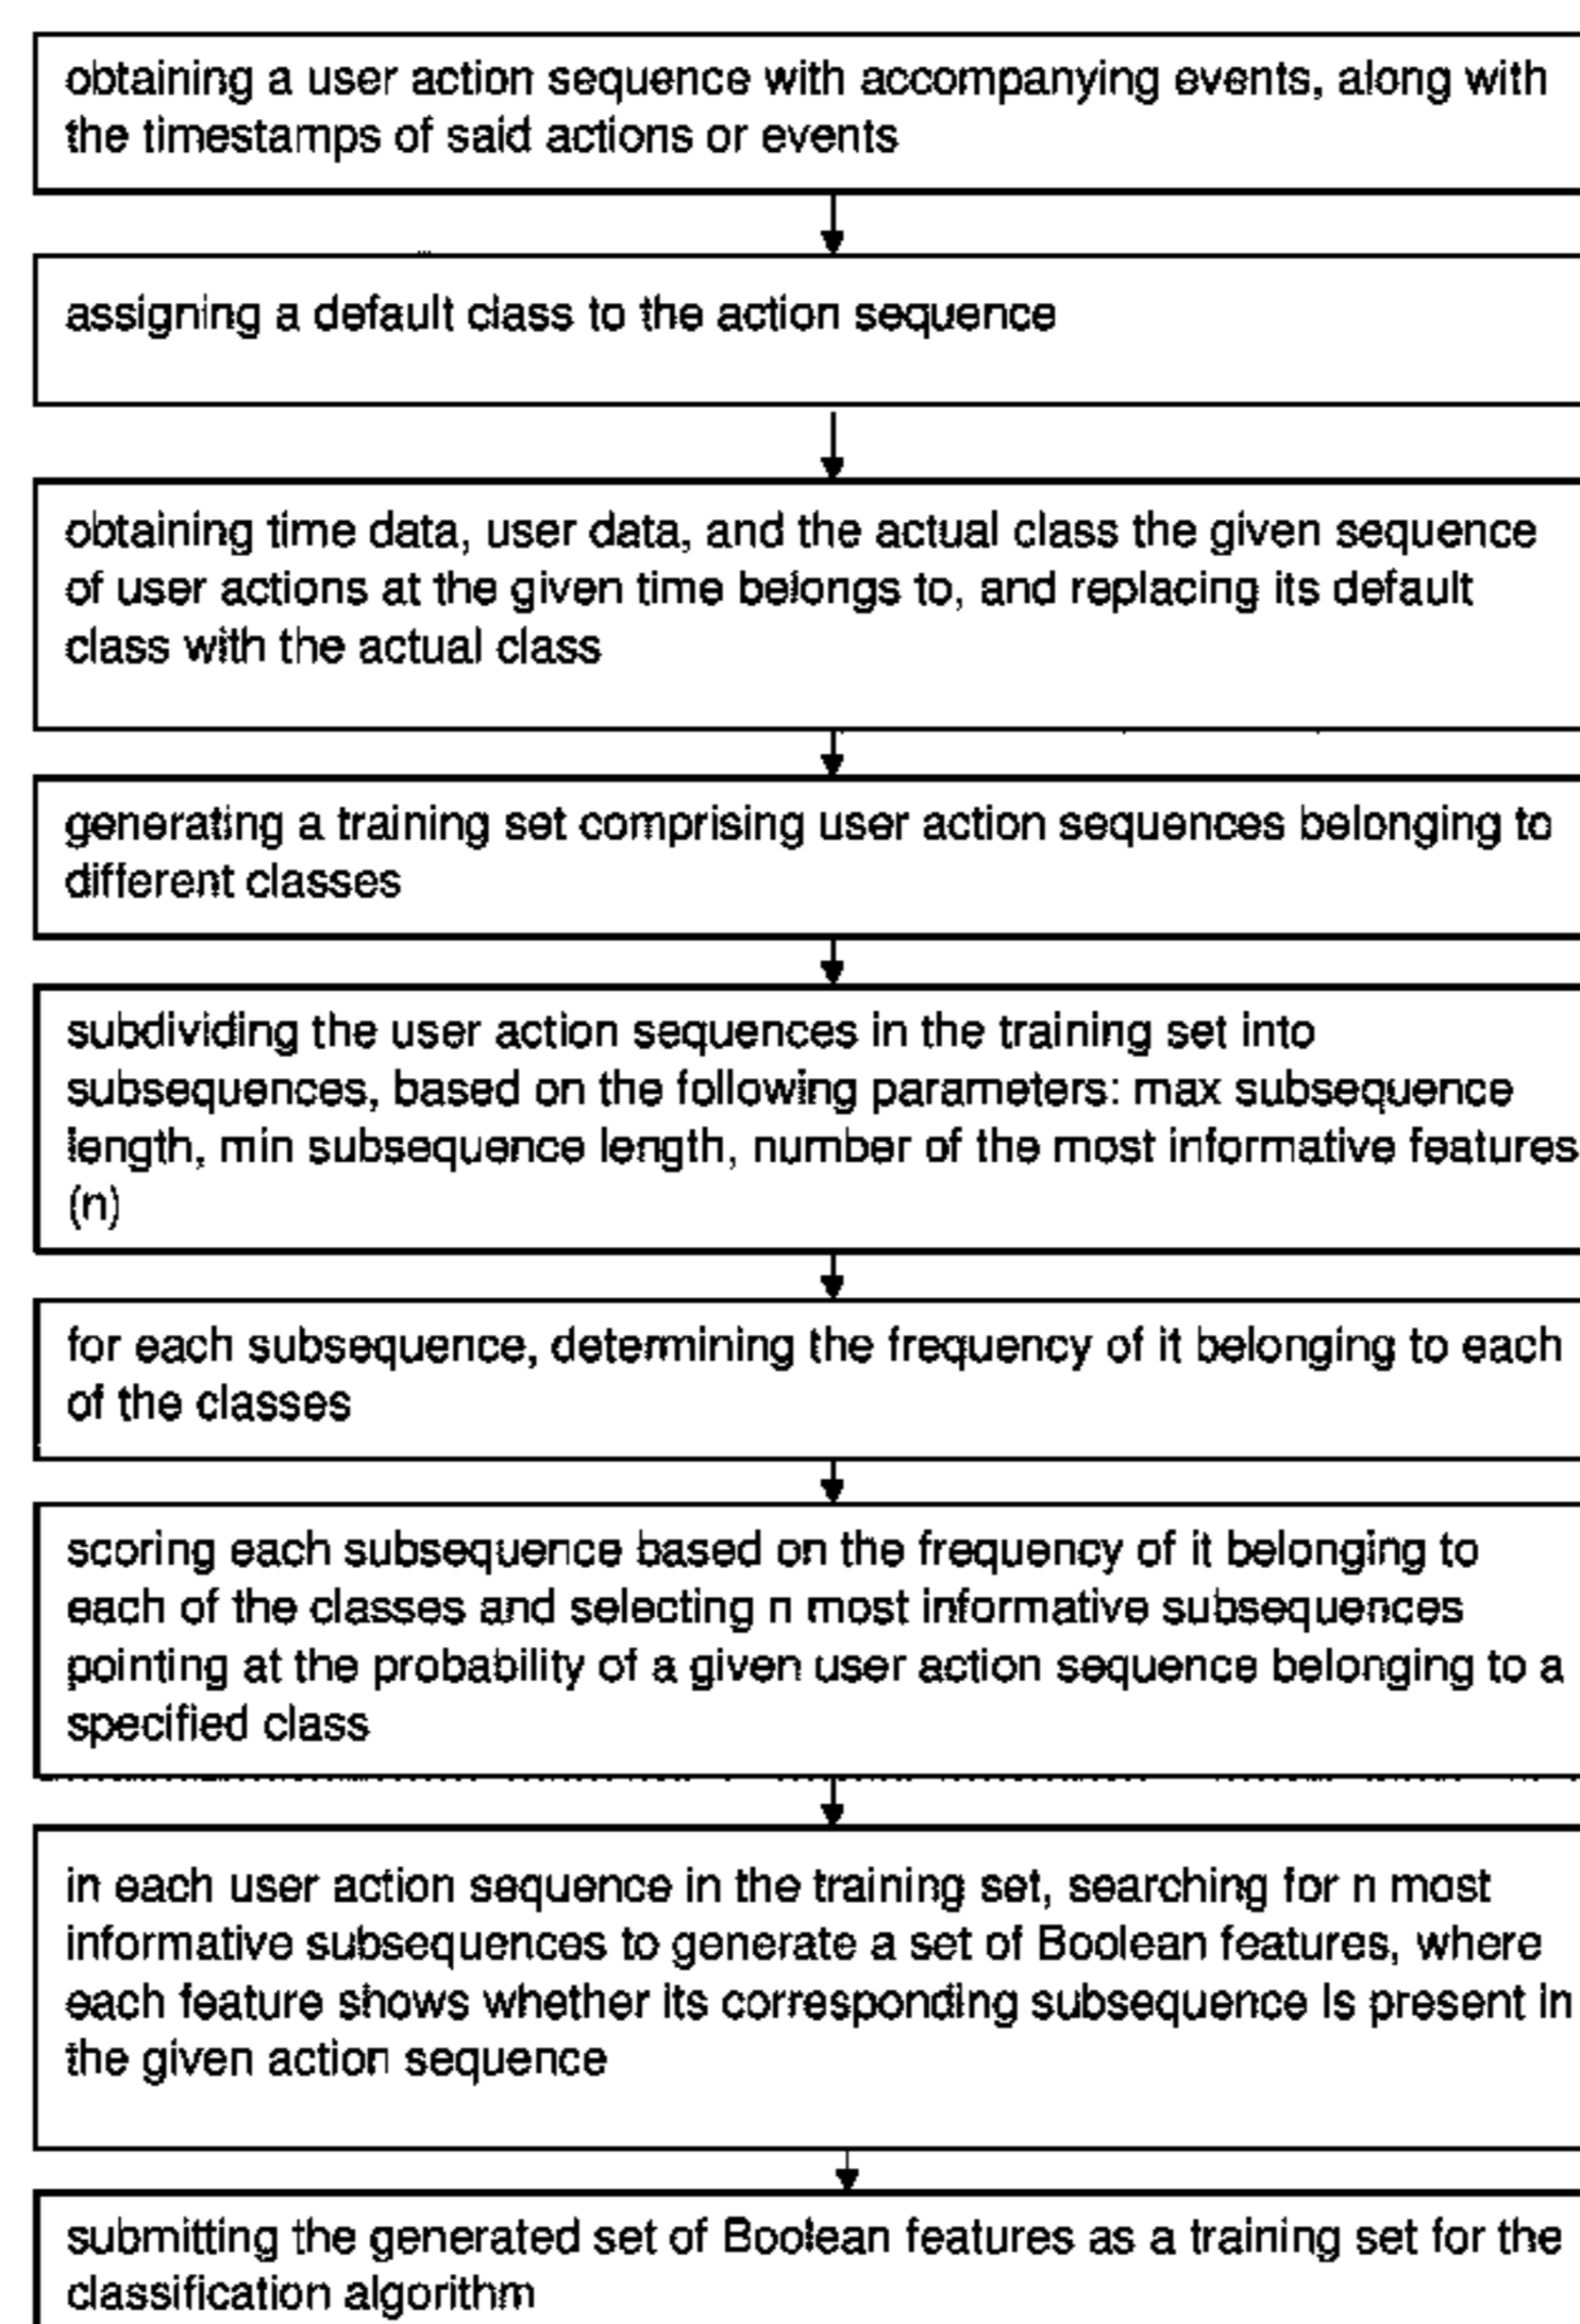 obtaining a user action sequence with accompanying events, along with
the timestamps of said actions or events
assigning a default class to the action sequence
obtaining time data, user data, and the actual class the given sequence
of user actions at the given time belongs to, and replacing its default
class with the actual class
generating a training set comprising user action sequences belonging to
different classes
subdividing the user action sequences in the training set into
subsequences, based on the following parameters: max subsequence
length, min subsequence length, number of the most informative features
(n)
for each subsequence, determining the frequency of it belonging to each
of the classes
scoring each subsequence based on the frequency of it belonging to
each of the classes and selecting n most informative subsequences
pointing at the probability of a given user action sequence belonging to a
specified class
in each user action sequence in the training set, searching for n most
informative subsequences to generate a set of Boolean features, where
each feature shows whether its corresponding subsequence is present in
the given action sequence
submitting the generated set of Boolean features as a training set for the
classification algorithm